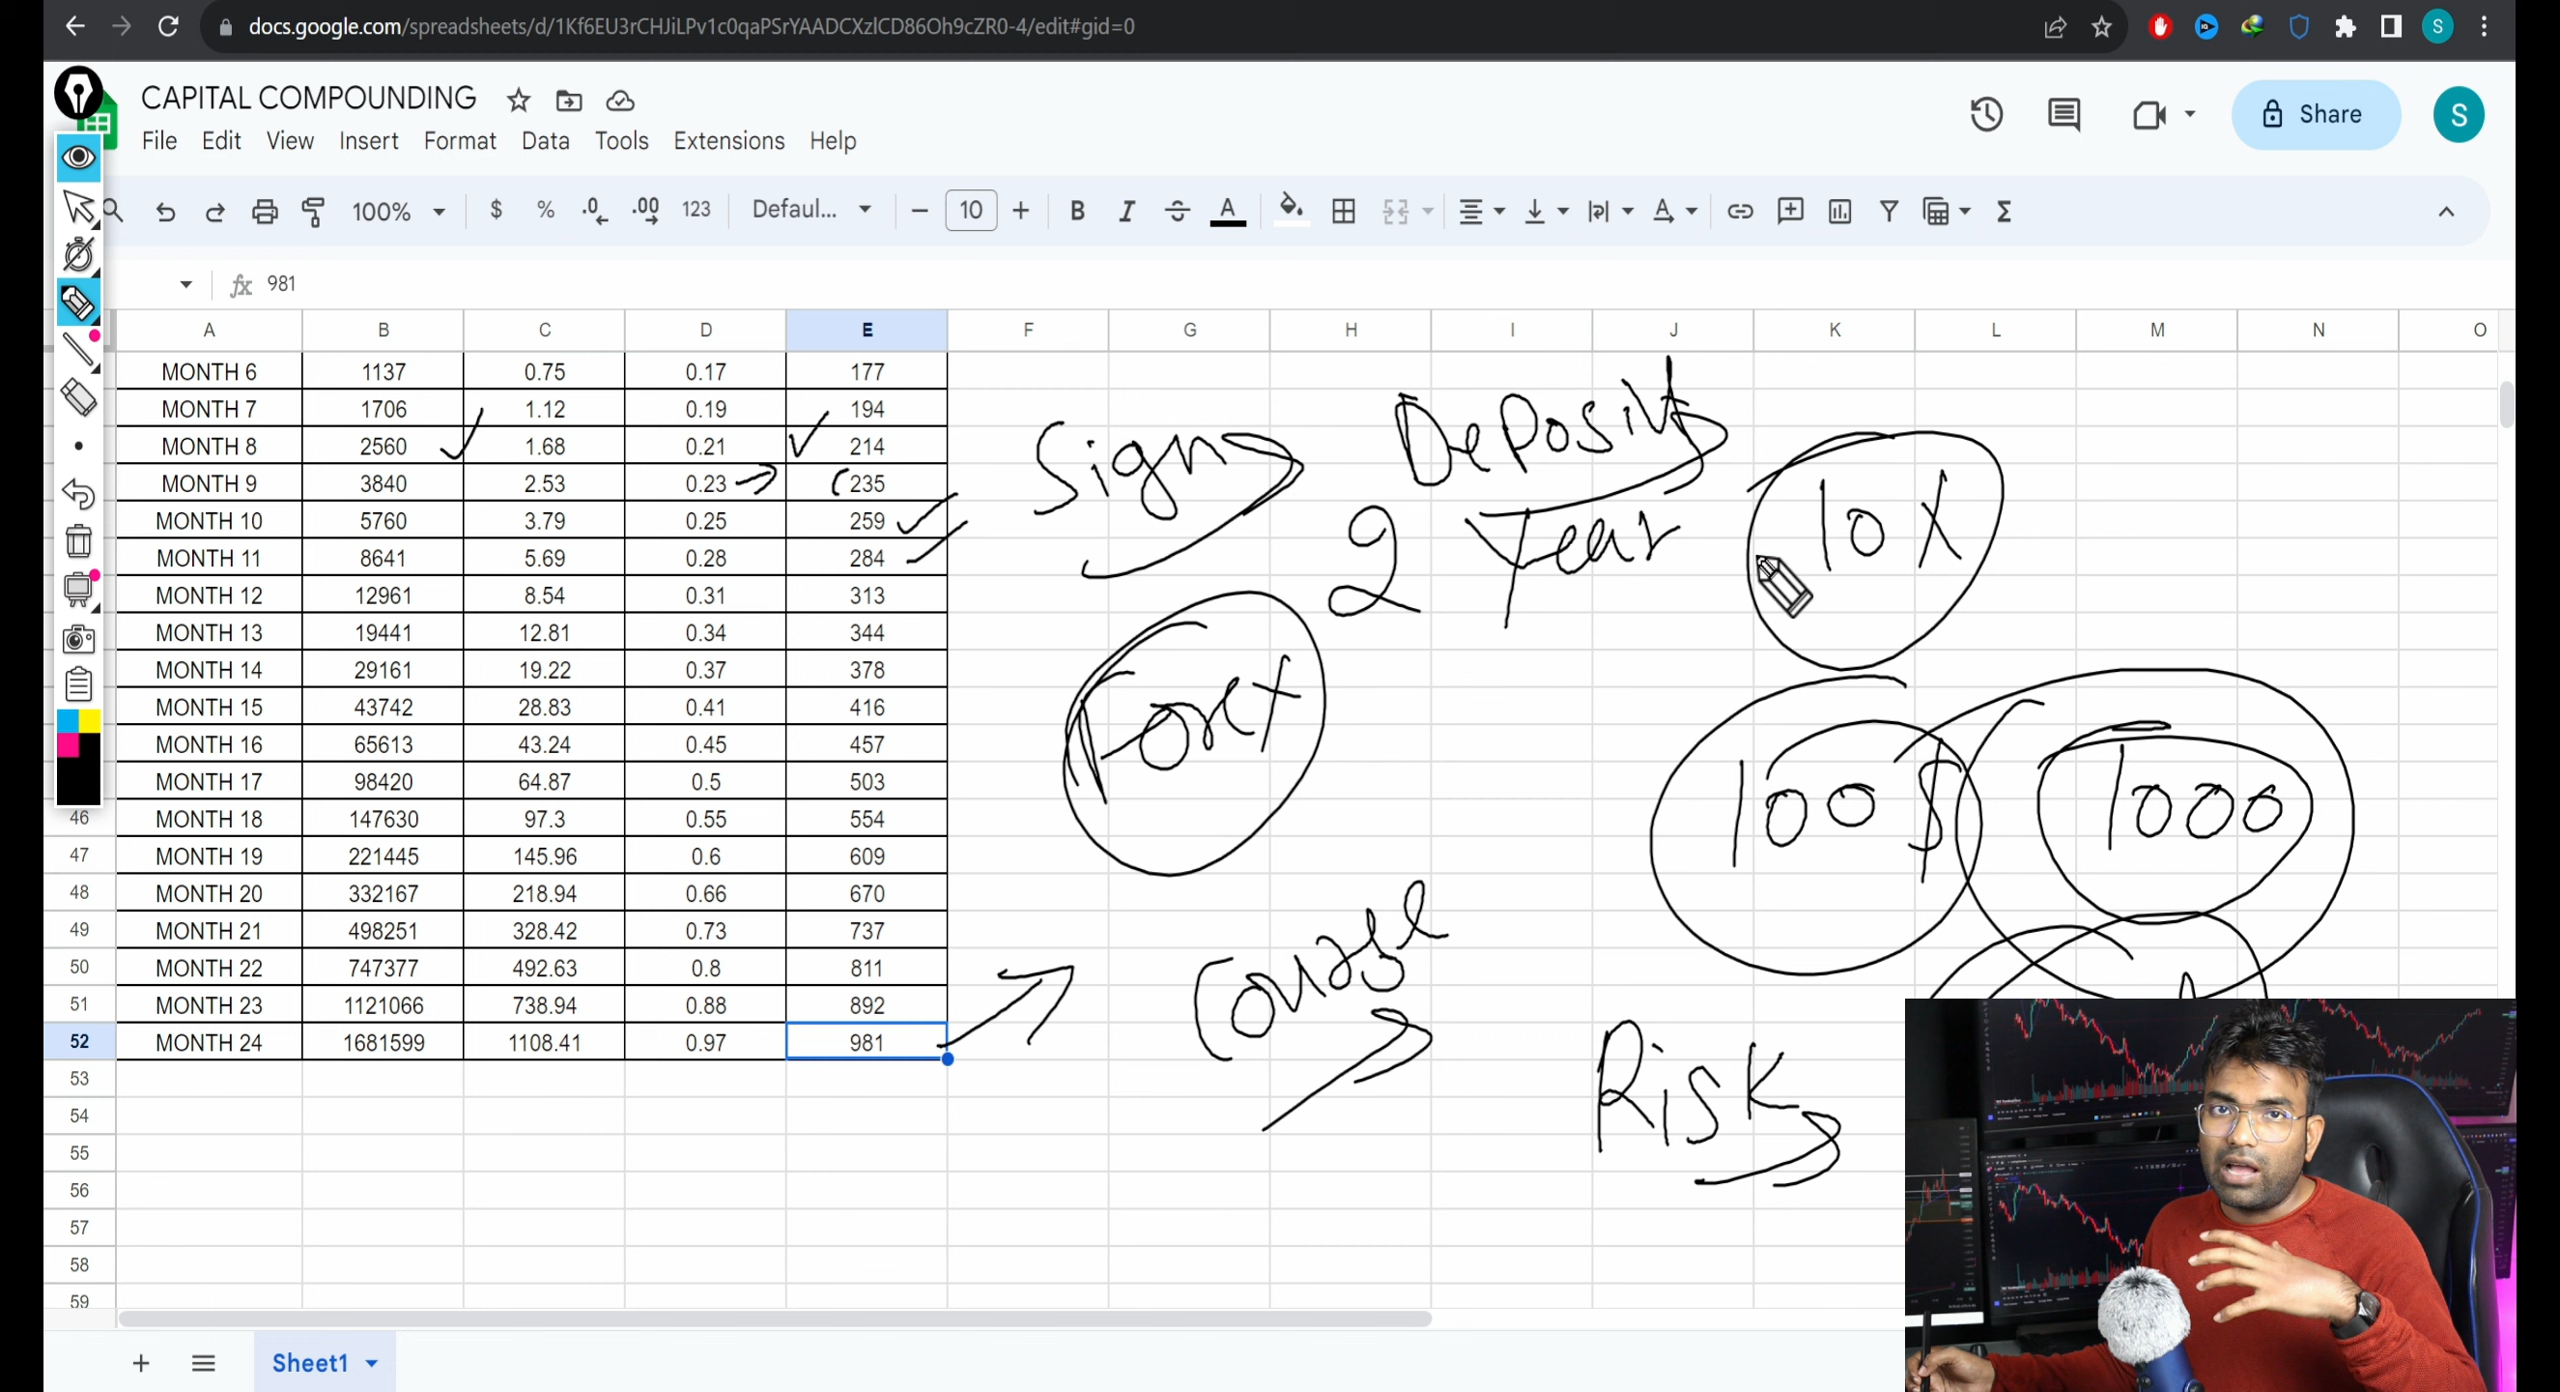 docs.google.com/spreadsheets/d/1Kf6EU3rCHJiLPv1c0qaPSrYAADCXzlCD86Oh9cZR0-4/edit#gid=0
S
CAPITAL COMPOUNDING
File Edit View Insert Format Data Tools Extensions Help
Share
S
100% $ % .0 .00 123 Defaul... − 10 + B I A Σ
fx 981
A B C D E F G H I J K L M N O
MONTH 6 1137 0.75 0.17 177
MONTH 7 1706 1.12 0.19 194
MONTH 8 2560 1.68 0.21 214
MONTH 9 3840 2.53 0.23 235
MONTH 10 5760 3.79 0.25 259
MONTH 11 8641 5.69 0.28 284
MONTH 12 12961 8.54 0.31 313
MONTH 13 19441 12.81 0.34 344
MONTH 14 29161 19.22 0.37 378
MONTH 15 43742 28.83 0.41 416
MONTH 16 65613 43.24 0.45 457
MONTH 17 98420 64.87 0.5 503
46 MONTH 18 147630 97.3 0.55 554
47 MONTH 19 221445 145.96 0.6 609
48 MONTH 20 332167 218.94 0.66 670
49 MONTH 21 498251 328.42 0.73 737
50 MONTH 22 747377 492.63 0.8 811
51 MONTH 23 1121066 738.94 0.88 892
52 MONTH 24 1681599 1108.41 0.97 981
53
54
55
56
57
58
59
Deposit
2 Year
10X
Forex
100$
1000
Risk
Sheet1